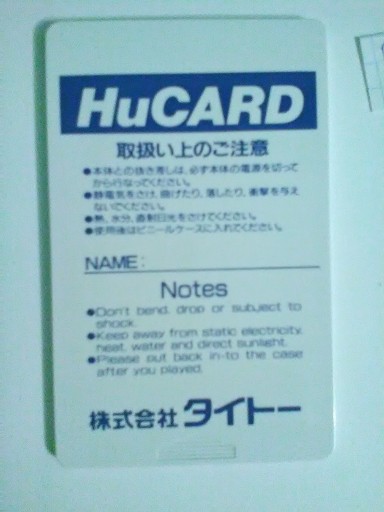 HuCARD
取扱い上のご注意
●本体との抜き差しは、必ず本体の電源を切って
から行なってください。
●静電気をさけ、曲げたり、落したり、衝撃を与え
ないでください。
●熱、水分、直射日光をさけてください。
●使用後はビニールケースに入れてください。
NAME:
Notes
●Don't bend, drop or subject to
shock.
●Keep away from static electricity,
heat, water and direct sunlight.
●Please put back in-to the case
after you played.
株式会社タイトー